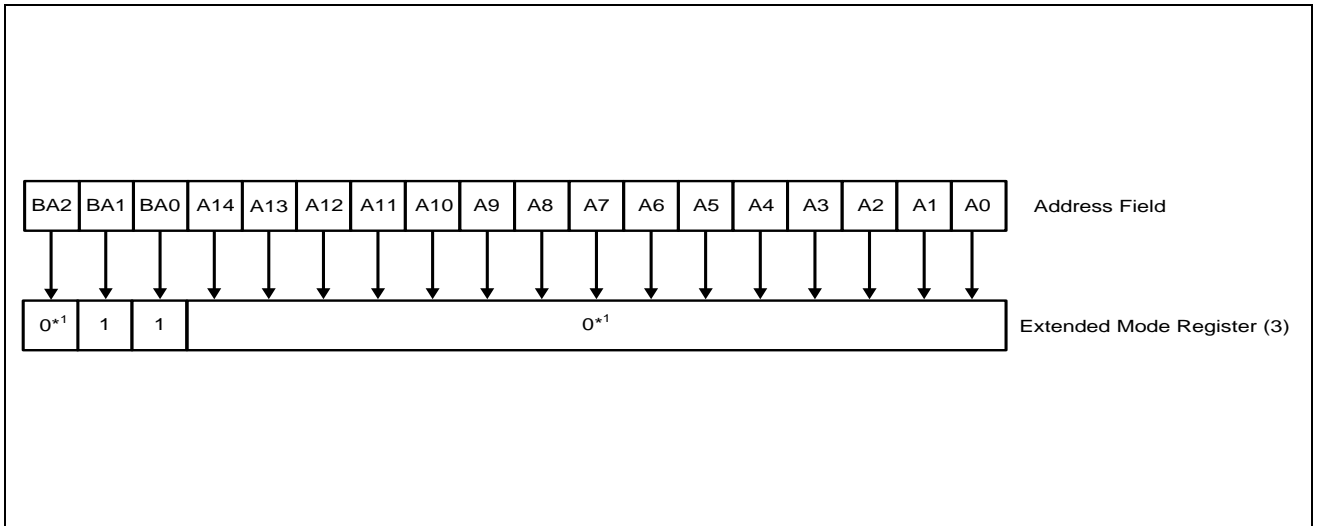 BA2 BA1 BA0 A14 A13 A12 A11 A10 A9 A8 A7 A6 A5 A4 A3 A2 A1 A0 Address Field
0*1 1 1 0*1 Extended Mode Register (3)